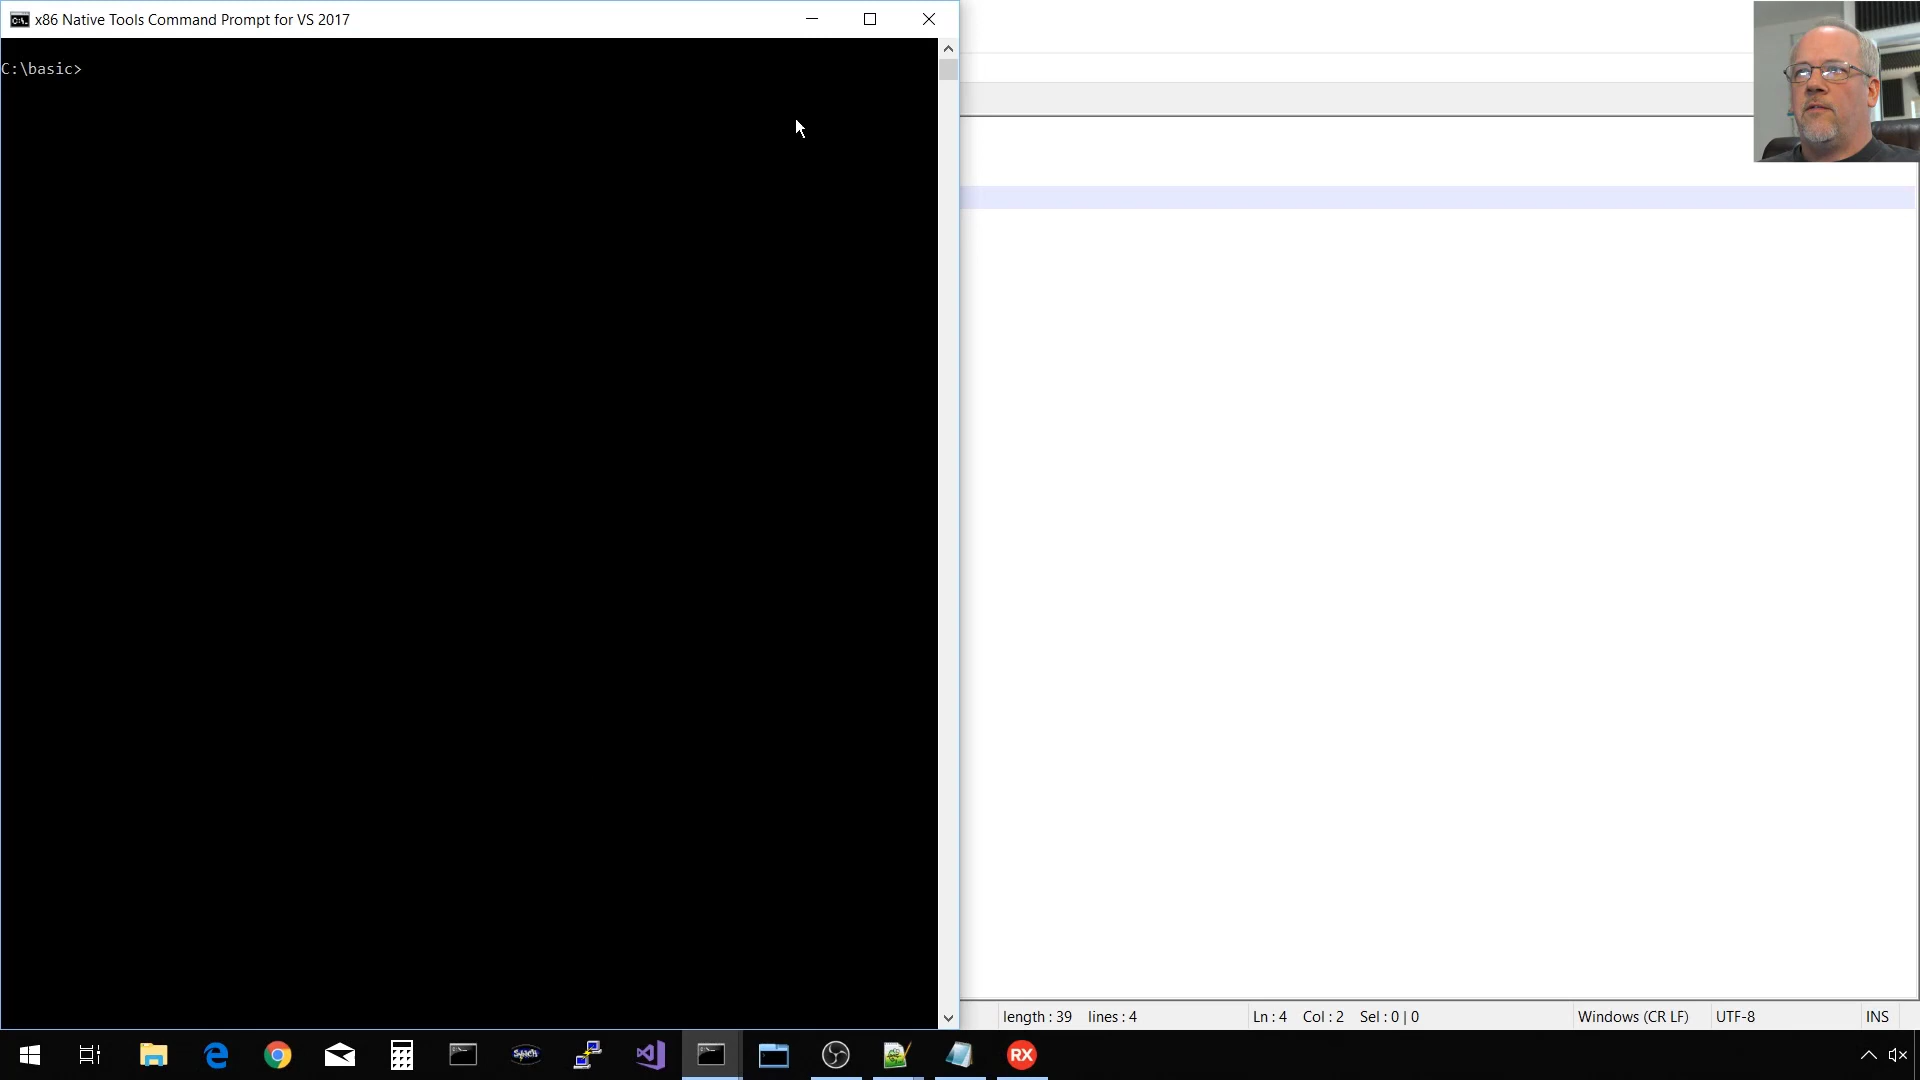 x86 Native Tools Command Prompt for VS 2017
C:\basic>
length : 39 lines : 4
Ln : 4 Col : 2 Sel : 0 | 0
Windows (CR LF)
UTF-8
INS
RX